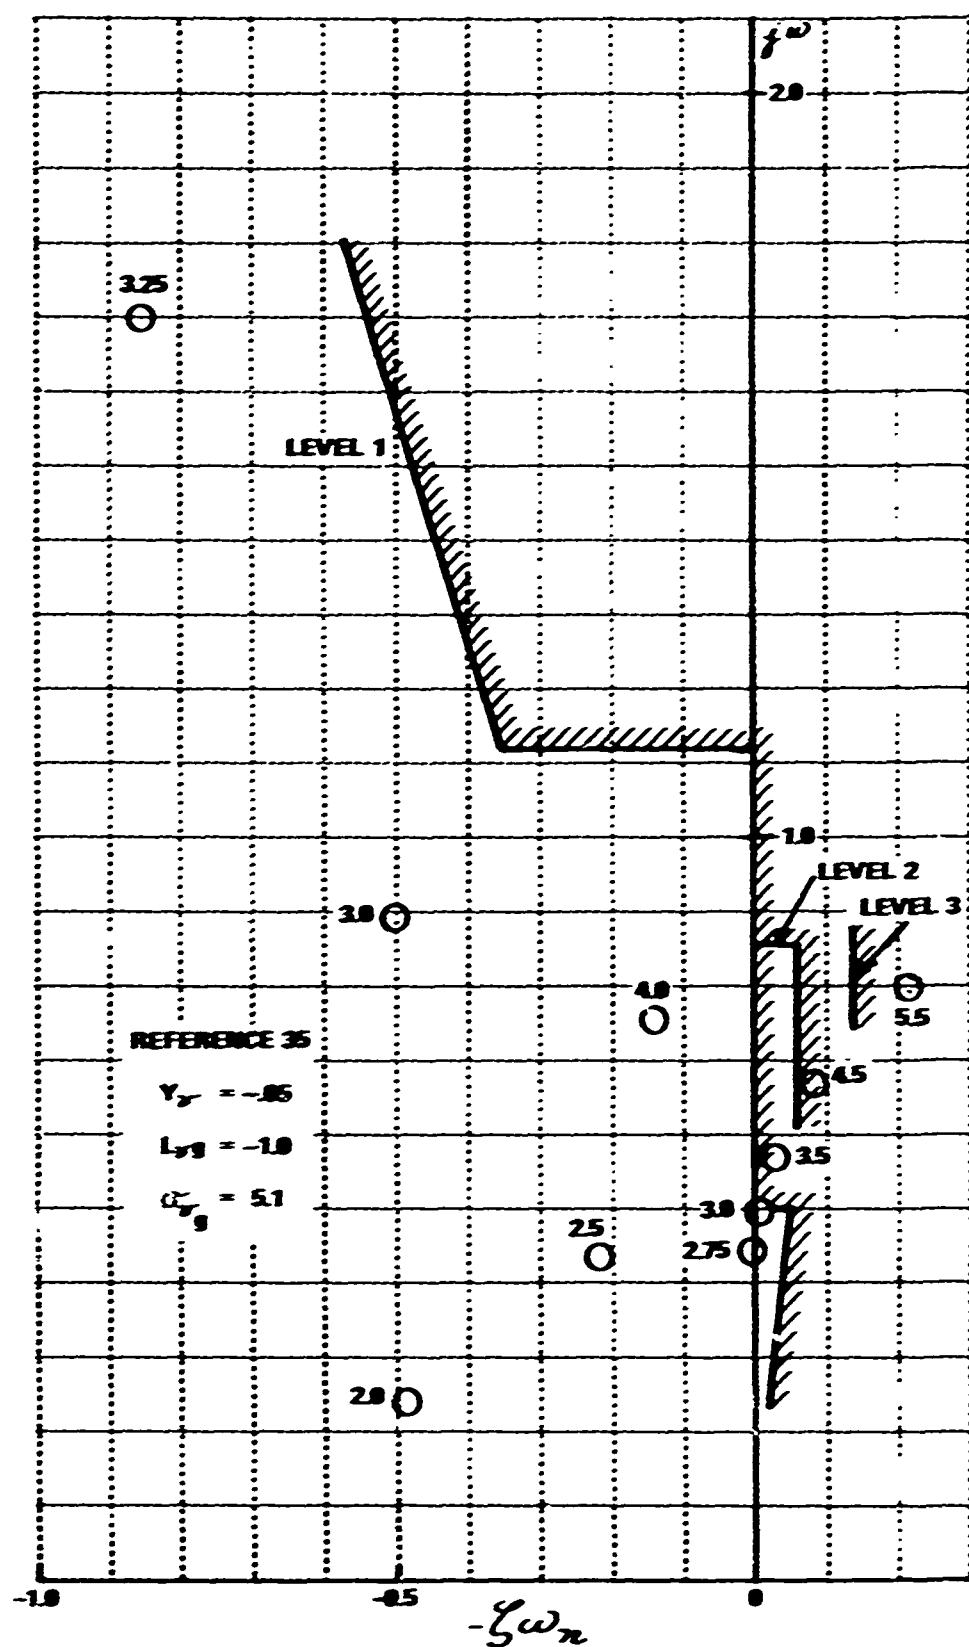 jω
2.0
3.25
LEVEL 1
1.0
LEVEL 2
LEVEL 3
3.0
4.0
5.5
REFERENCE 35
4.5
Yᵥ = -.05
Lᵥg = -1.0
3.5
σᵥg = 5.1
3.0
2.5
2.75
2.0
-1.0
-0.5
0
-ζωₙ